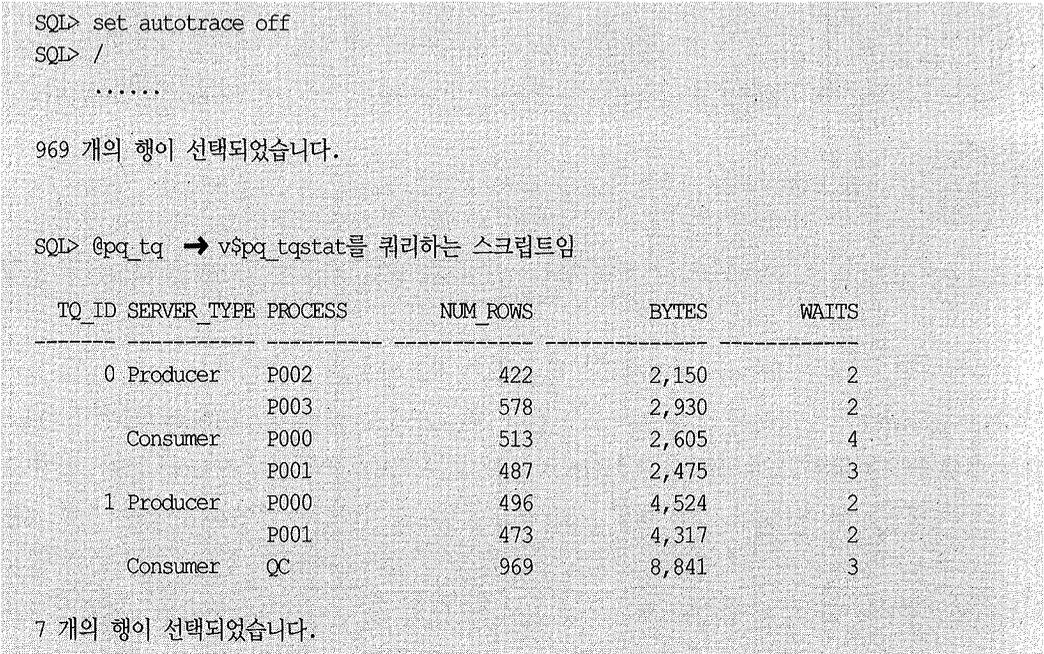 SQL> set autotrace off
SQL> /
......
969 개의 행이 선택되었습니다.
SQL> @pq_tq ➔ v$pq_tqstat를 쿼리하는 스크립트임
TQ_ID SERVER_TYPE PROCESS NUM_ROWS BYTES WAITS
------- ----------- ---------- ------------ -------------- ------------
0 Producer P002 422 2,150 2
P003 578 2,930 2
Consumer P000 513 2,605 4
P001 487 2,475 3
1 Producer P000 496 4,524 2
P001 473 4,317 2
Consumer QC 969 8,841 3
7 개의 행이 선택되었습니다.